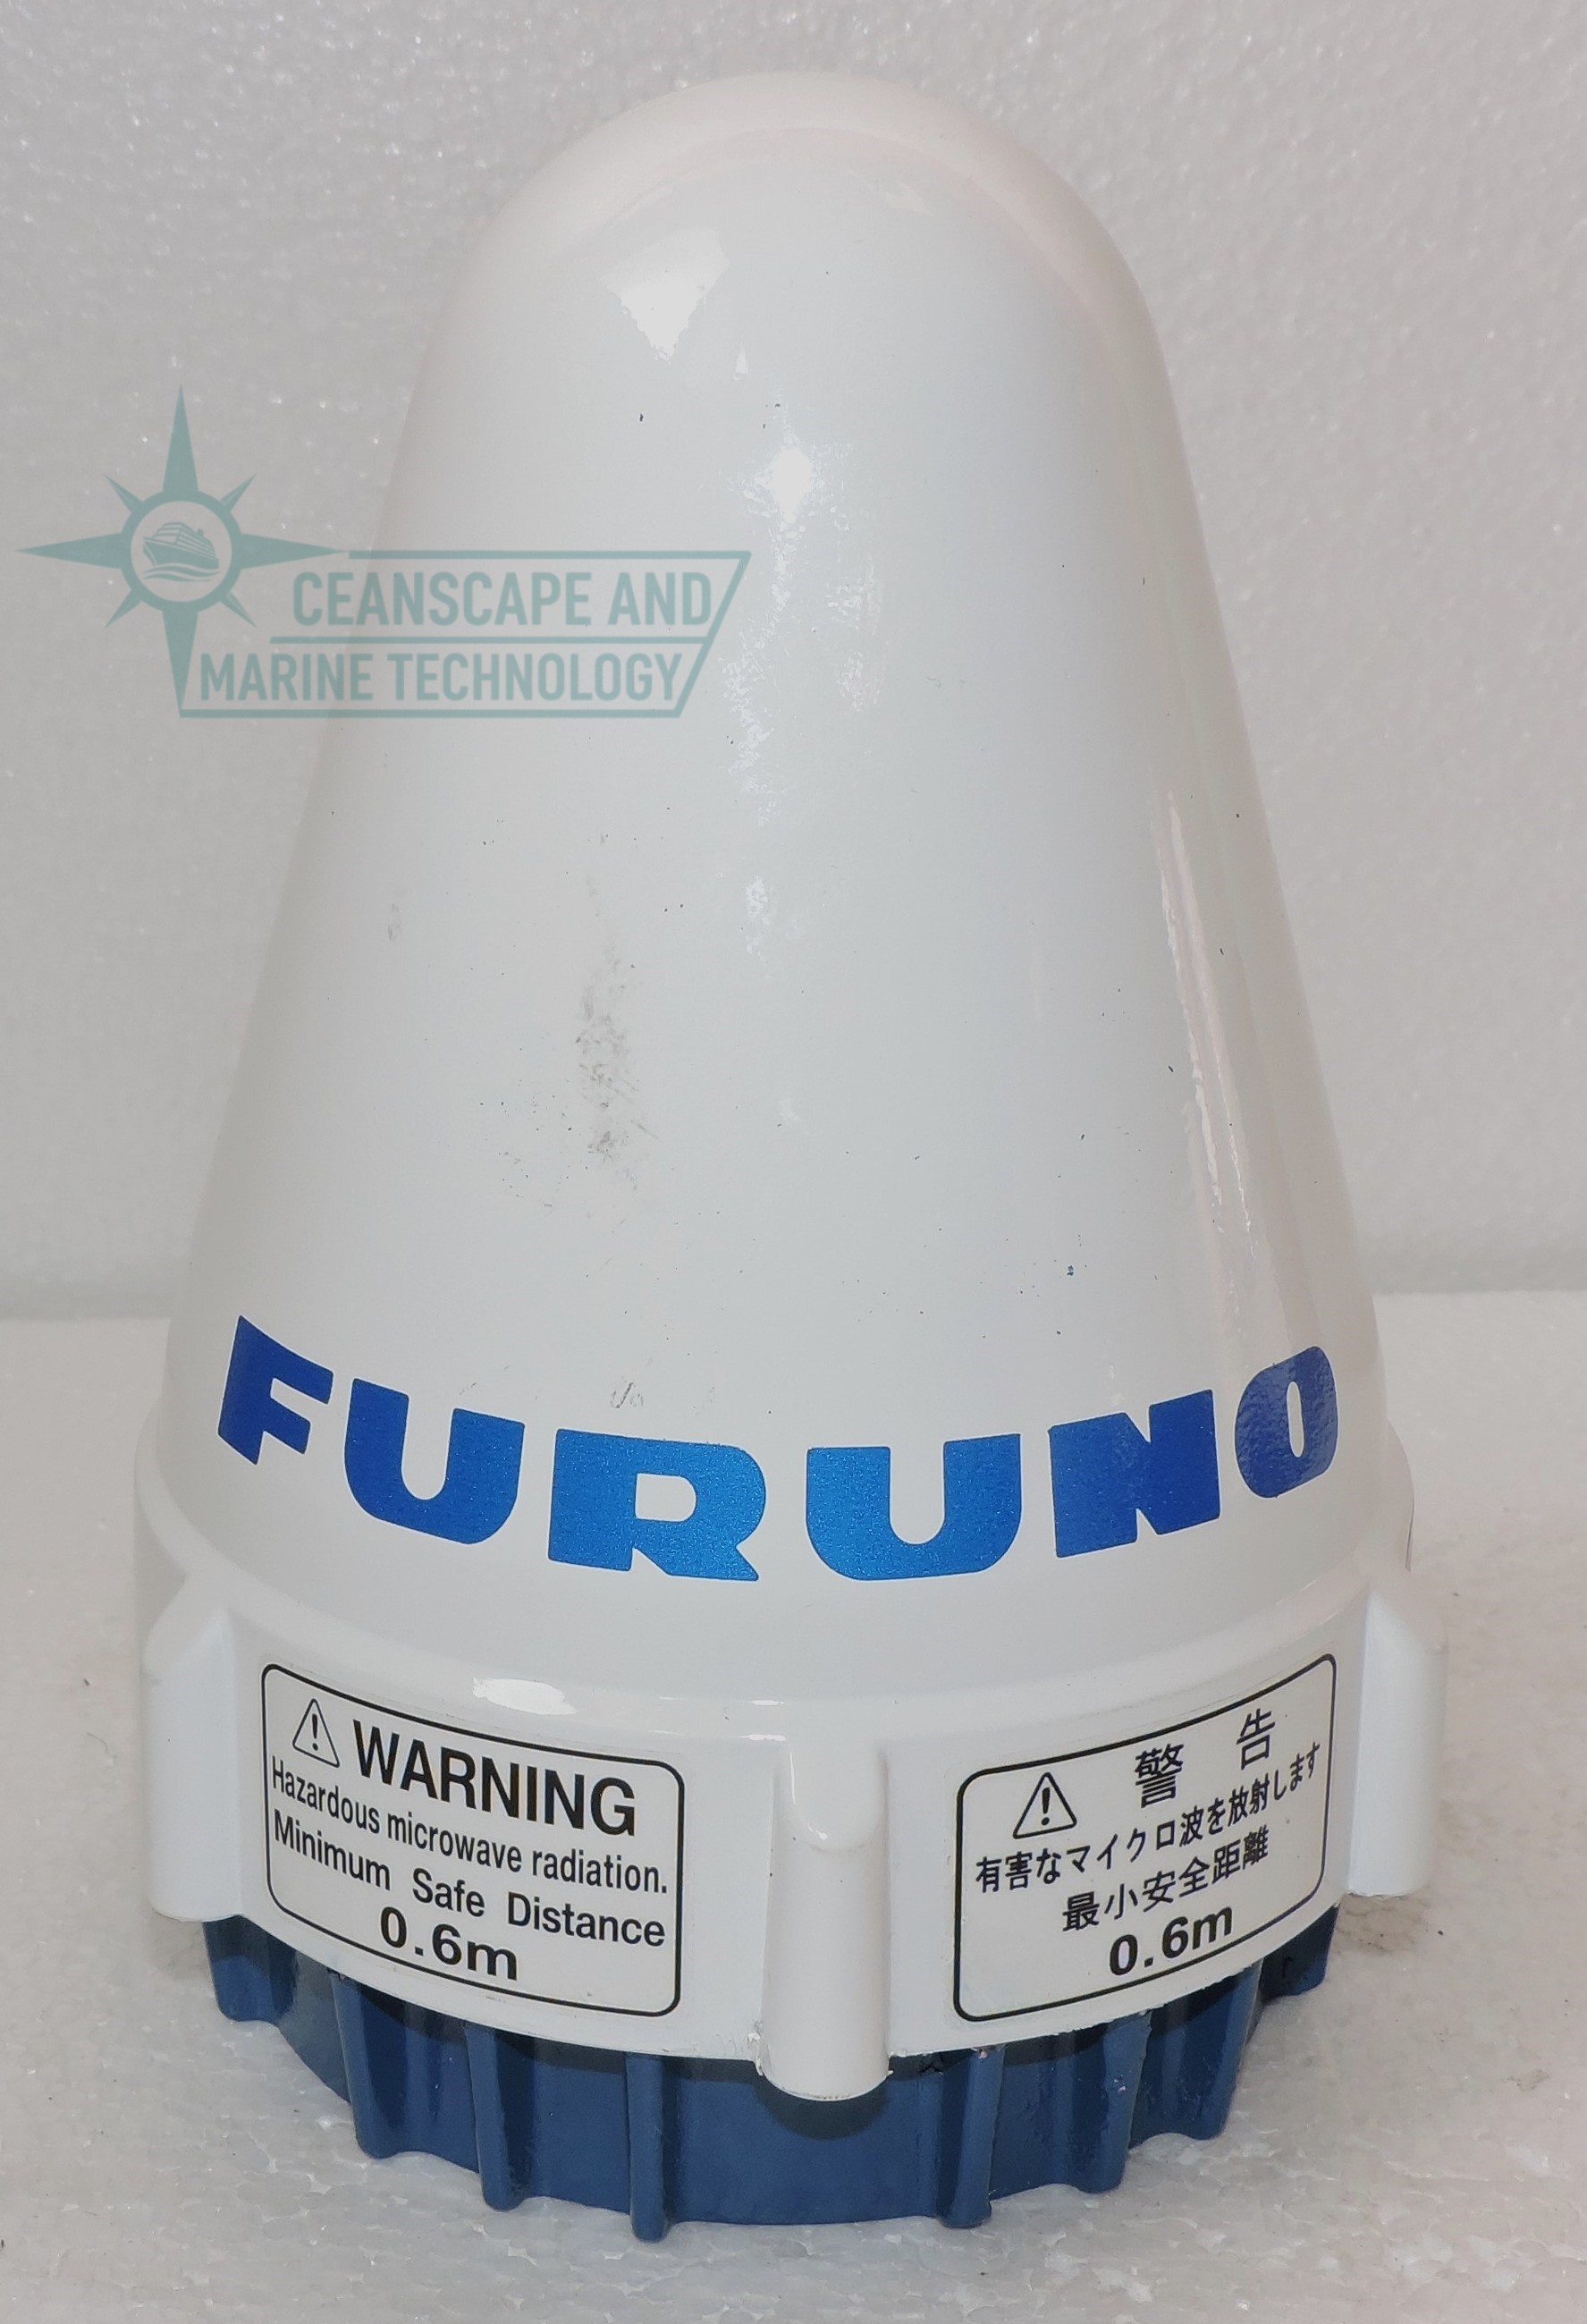 CEANSCAPE AND
MARINE TECHNOLOGY
FURUNO
WARNING
Hazardous microwave radiation.
Minimum Safe Distance
0.6m
警 告
有害なマイクロ波を放射します
最小安全距離
0.6m